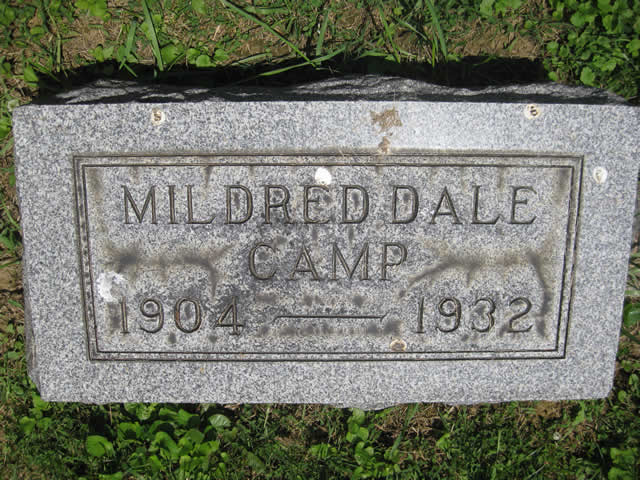 MILDRED DALE
CAMP
1904 — 1932